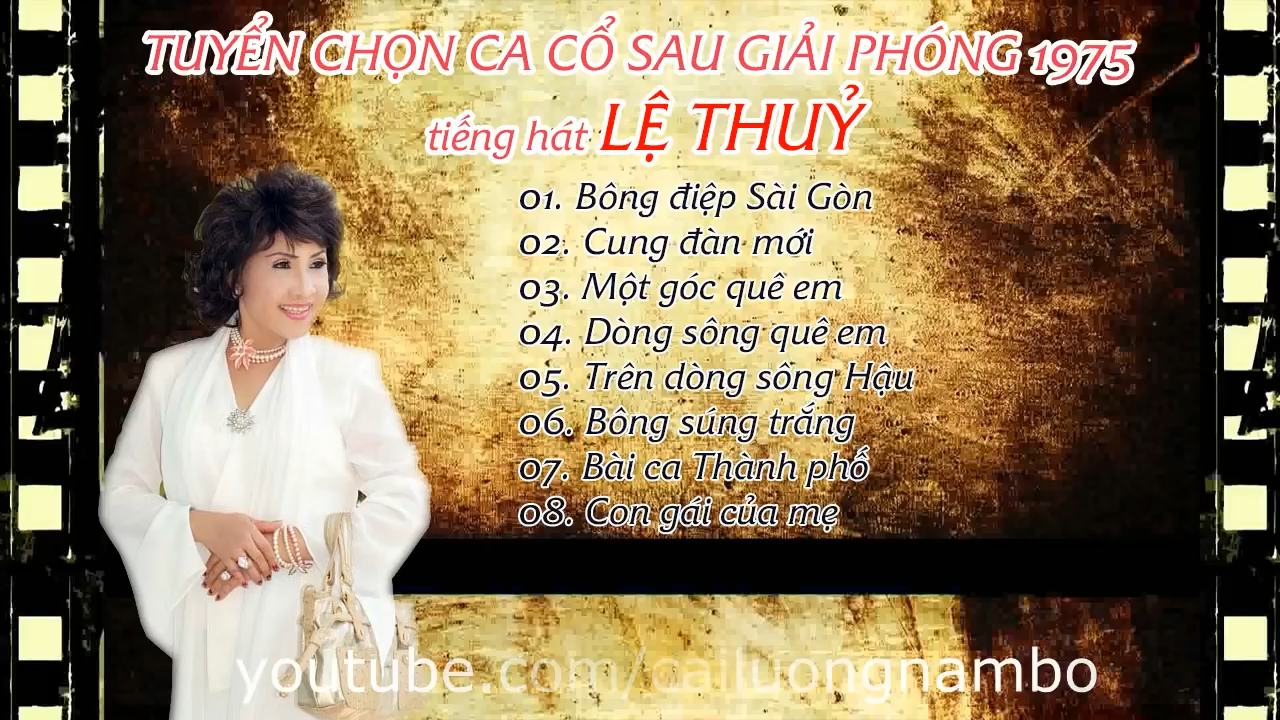 TUYỂN CHỌN CA CỔ SAU GIẢI PHÓNG 1975
tiếng hát LỆ THUỶ
01. Bông điệp Sài Gòn
02. Cung đàn mới
03. Một góc quê em
04. Dòng sông quê em
05. Trên dòng sông Hậu
06. Bông súng trắng
07. Bài ca Thành phố
08. Con gái của mẹ
youtube.com/cailuongnambo